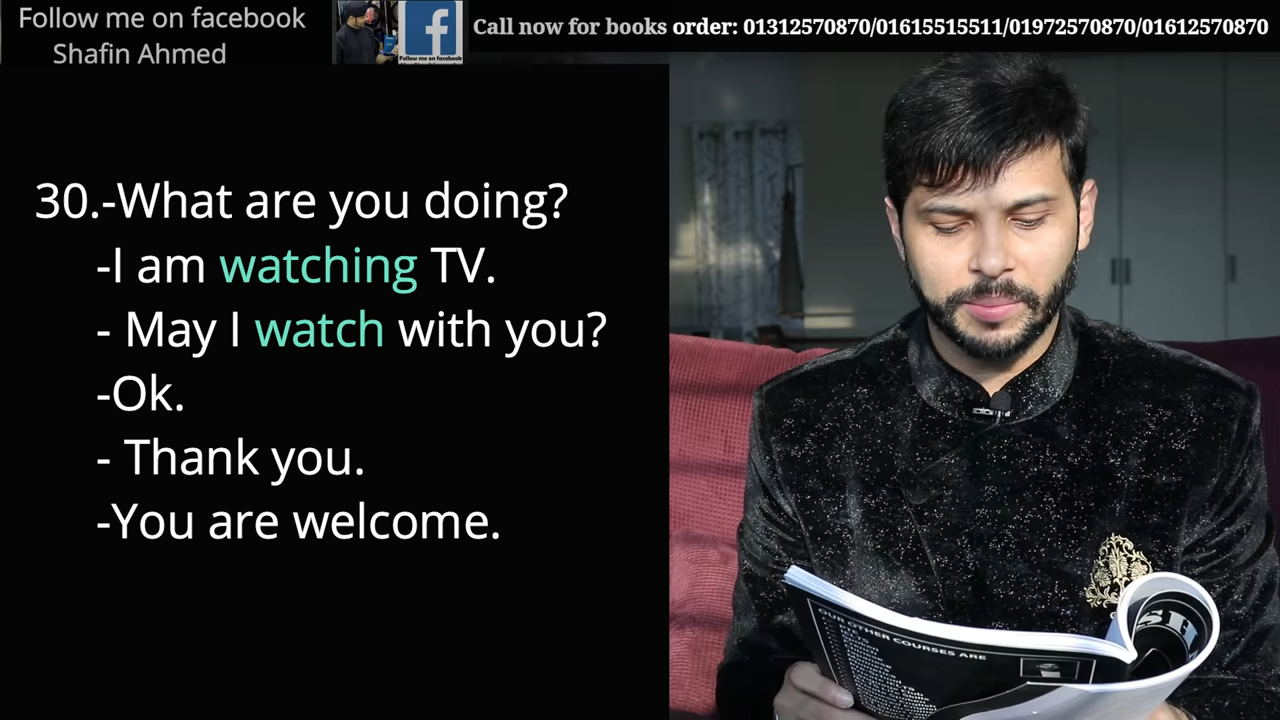 Follow me on facebook
Shafin Ahmed
Follow me on facebook
Call now for books order: 01312570870/01615515511/01972570870/01612570870
30.-What are you doing?
-I am watching TV.
- May I watch with you?
-Ok.
- Thank you.
-You are welcome.
OUR OTHER COURSES ARE